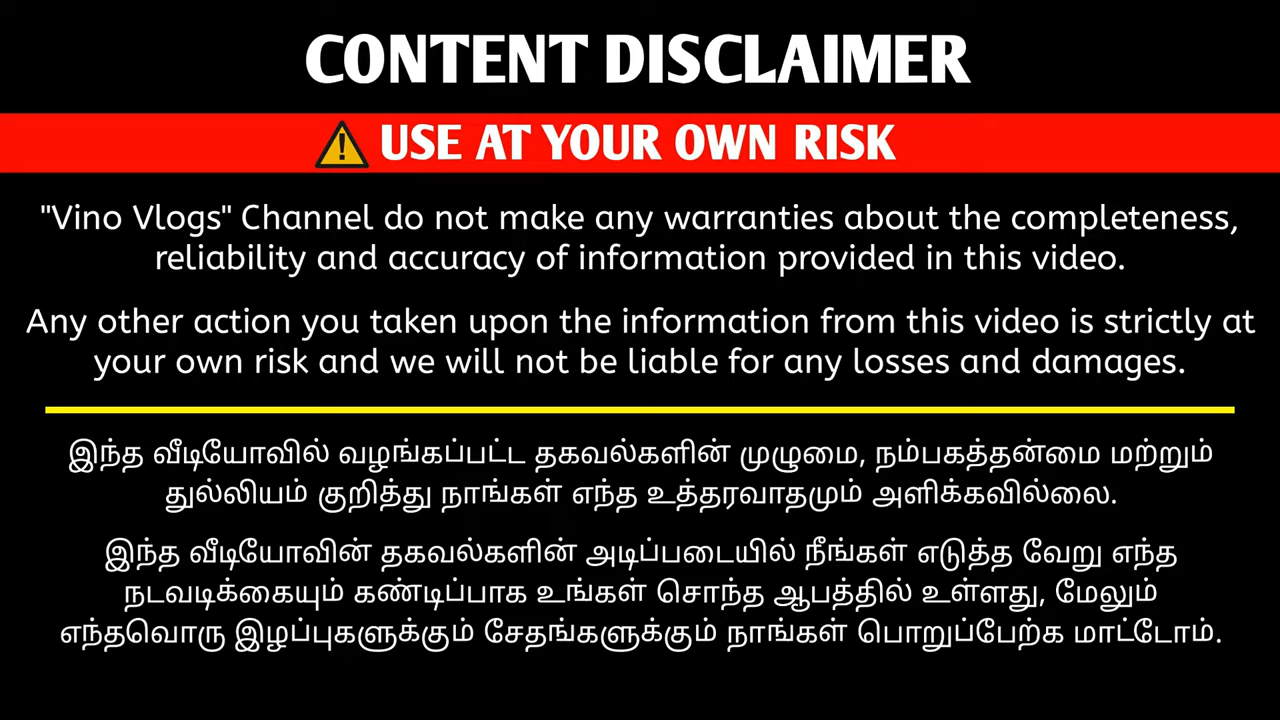 CONTENT DISCLAIMER
USE AT YOUR OWN RISK
"Vino Vlogs" Channel do not make any warranties about the completeness,
reliability and accuracy of information provided in this video.
Any other action you taken upon the information from this video is strictly at
your own risk and we will not be liable for any losses and damages.
இந்த வீடியோவில் வழங்கப்பட்ட தகவல்களின் முழுமை, நம்பகத்தன்மை மற்றும்
துல்லியம் குறித்து நாங்கள் எந்த உத்தரவாதமும் அளிக்கவில்லை.
இந்த வீடியோவின் தகவல்களின் அடிப்படையில் நீங்கள் எடுத்த வேறு எந்த
நடவடிக்கையும் கண்டிப்பாக உங்கள் சொந்த ஆபத்தில் உள்ளது, மேலும்
எந்தவொரு இழப்புகளுக்கும் சேதங்களுக்கும் நாங்கள் பொறுப்பேற்க மாட்டோம்.